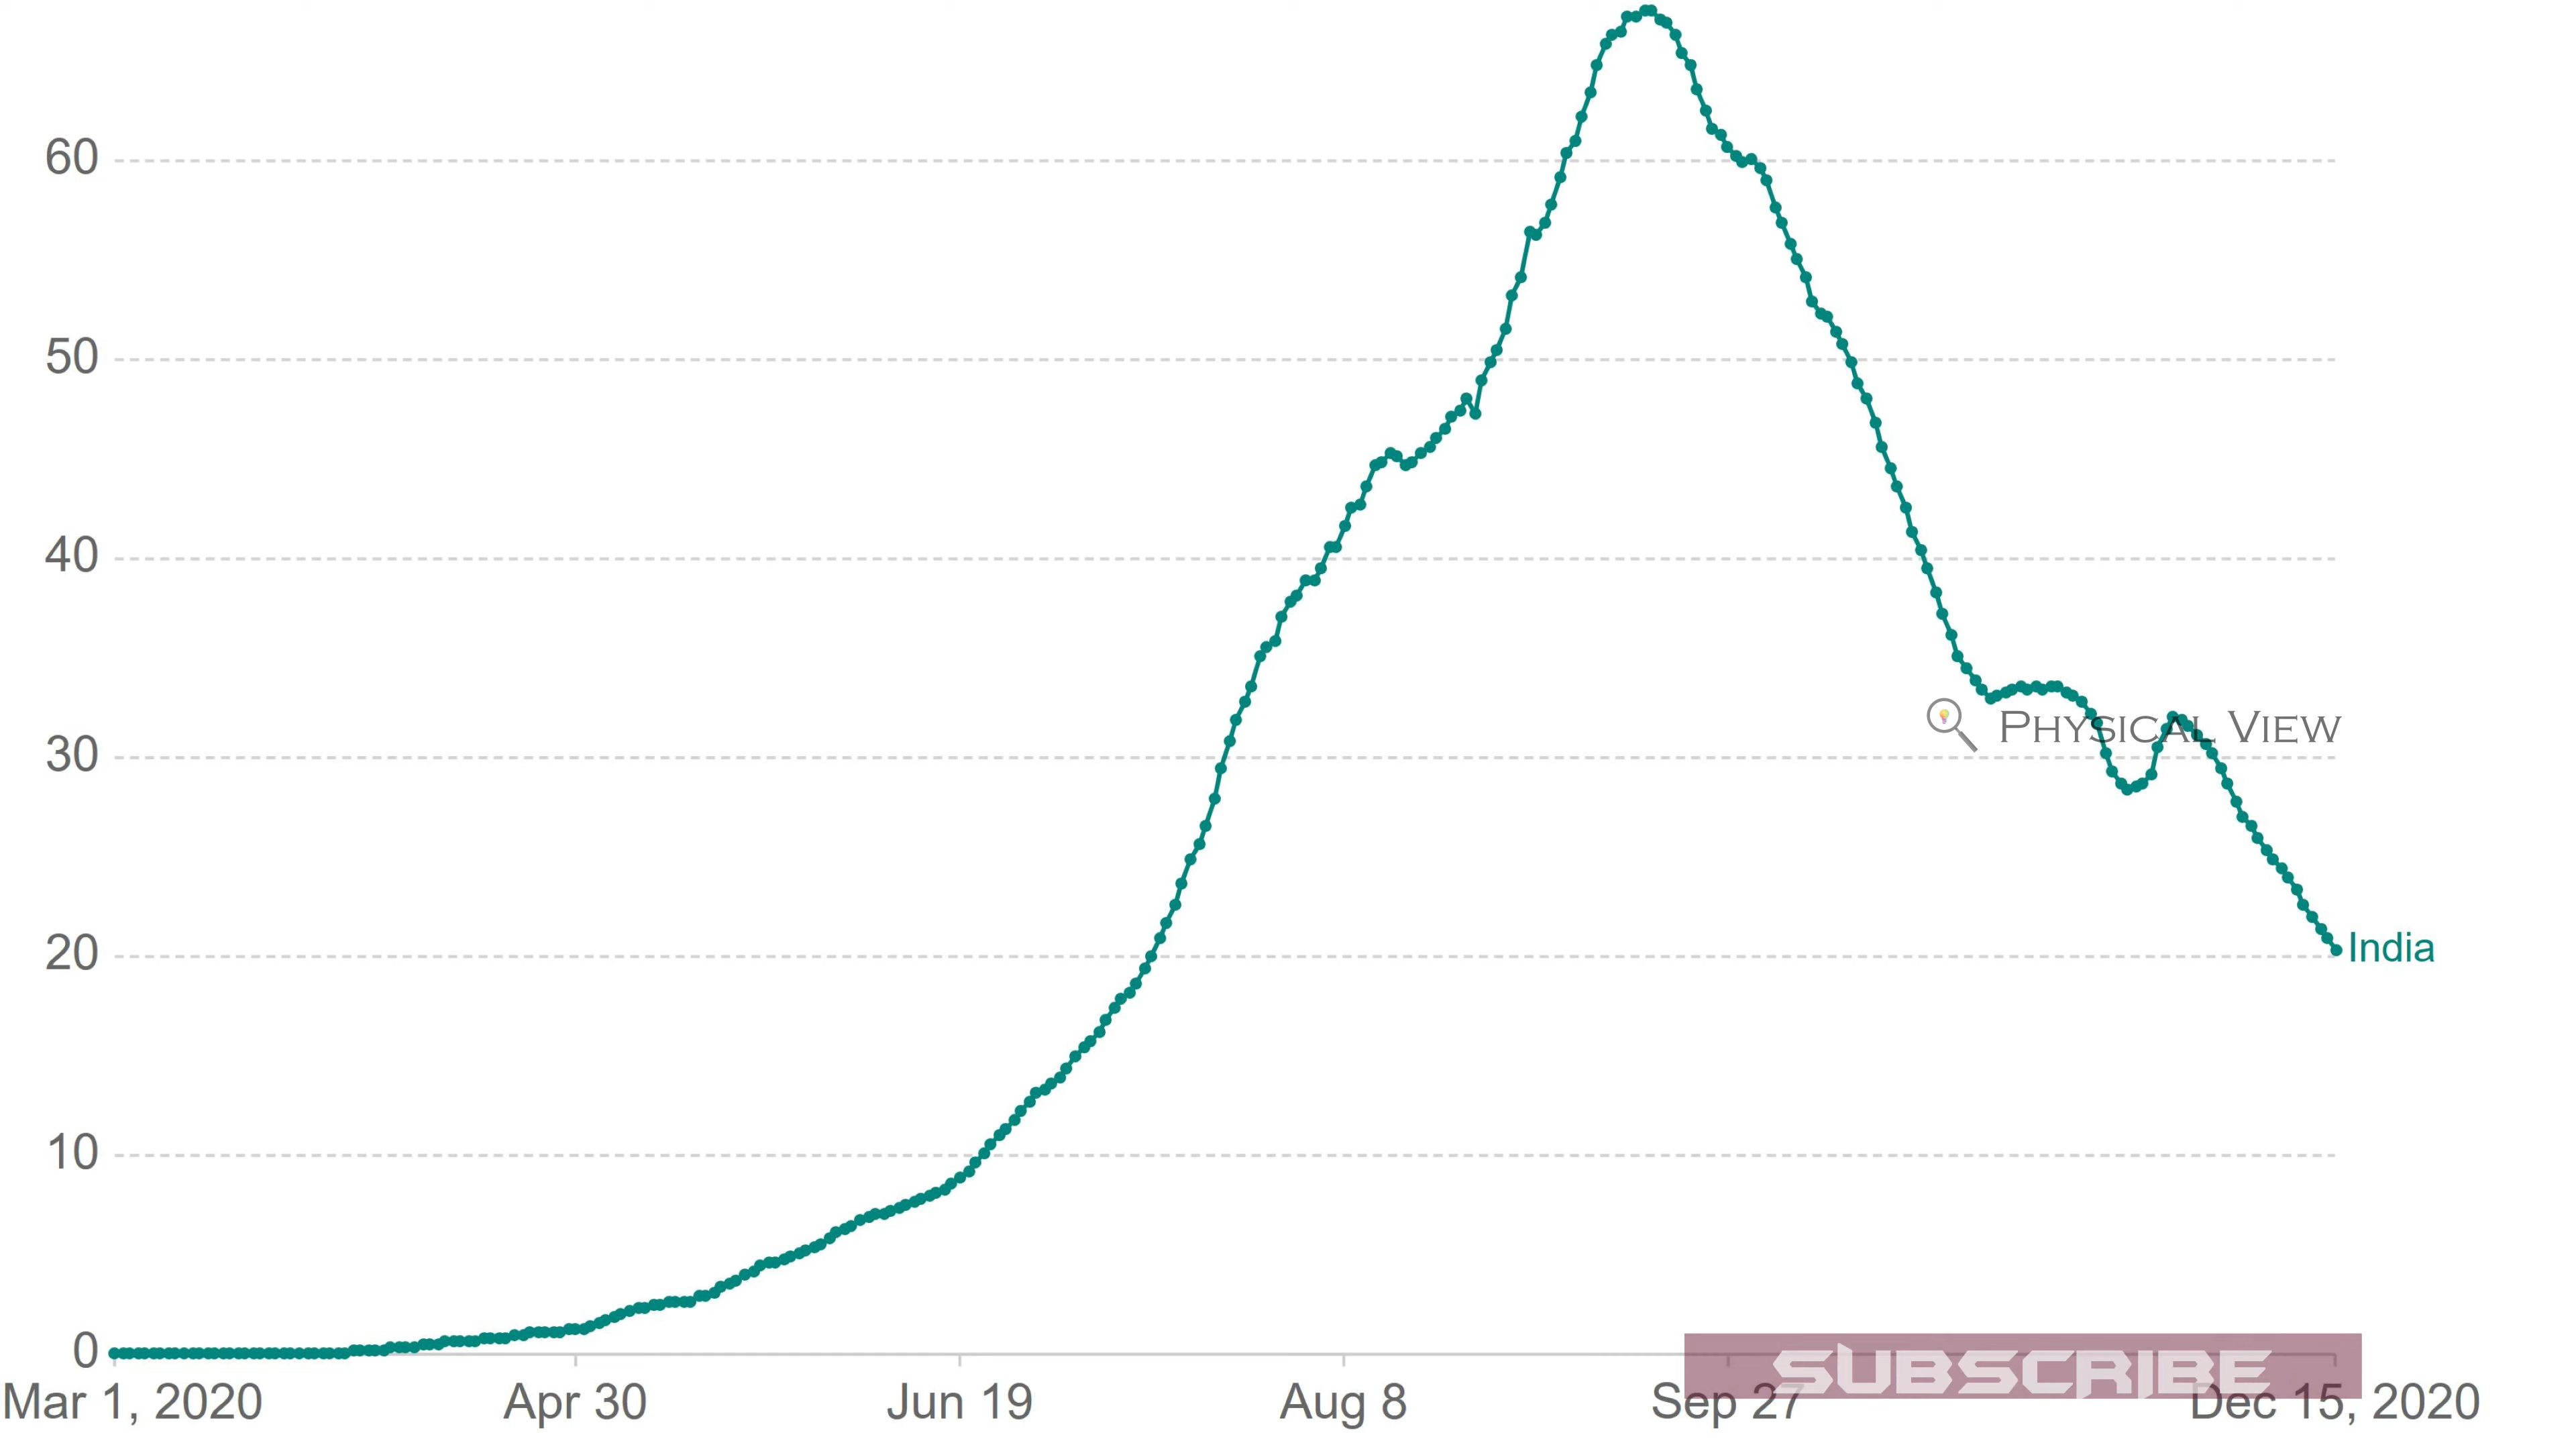 60
50
40
30
20
10
0
PHYSICAL VIEW
India
SUBSCRIBE
Mar 1, 2020
Apr 30
Jun 19
Aug 8
Sep 27
Dec 15, 2020